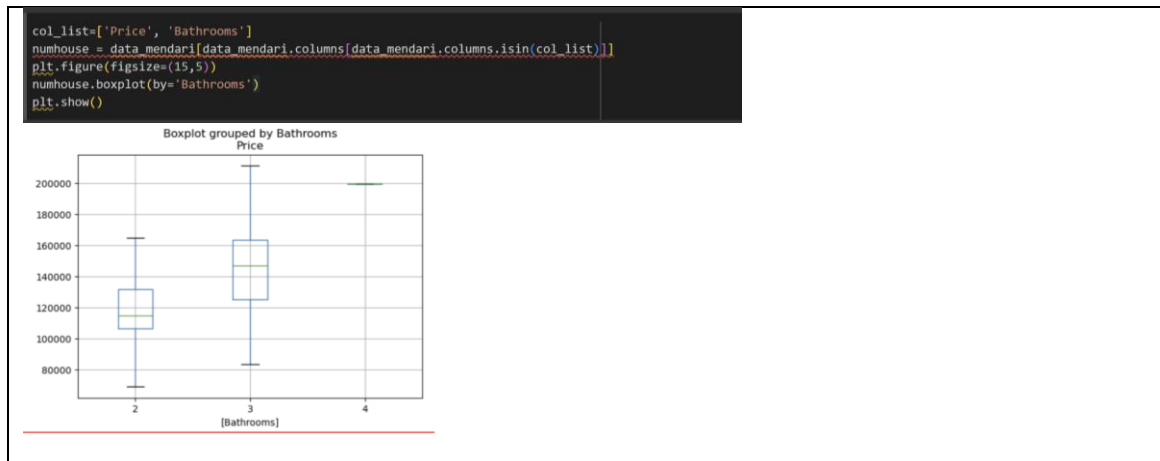 col_list=['Price', 'Bathrooms']
numhouse = data_mendari[data_mendari.columns[data_mendari.columns.isin(col_list)]]
plt.figure(figsize=(15,5))
numhouse.boxplot(by='Bathrooms')
plt.show()
Boxplot grouped by Bathrooms
Price
200000
180000
160000
140000
120000
100000
80000
2 3 4
[Bathrooms]